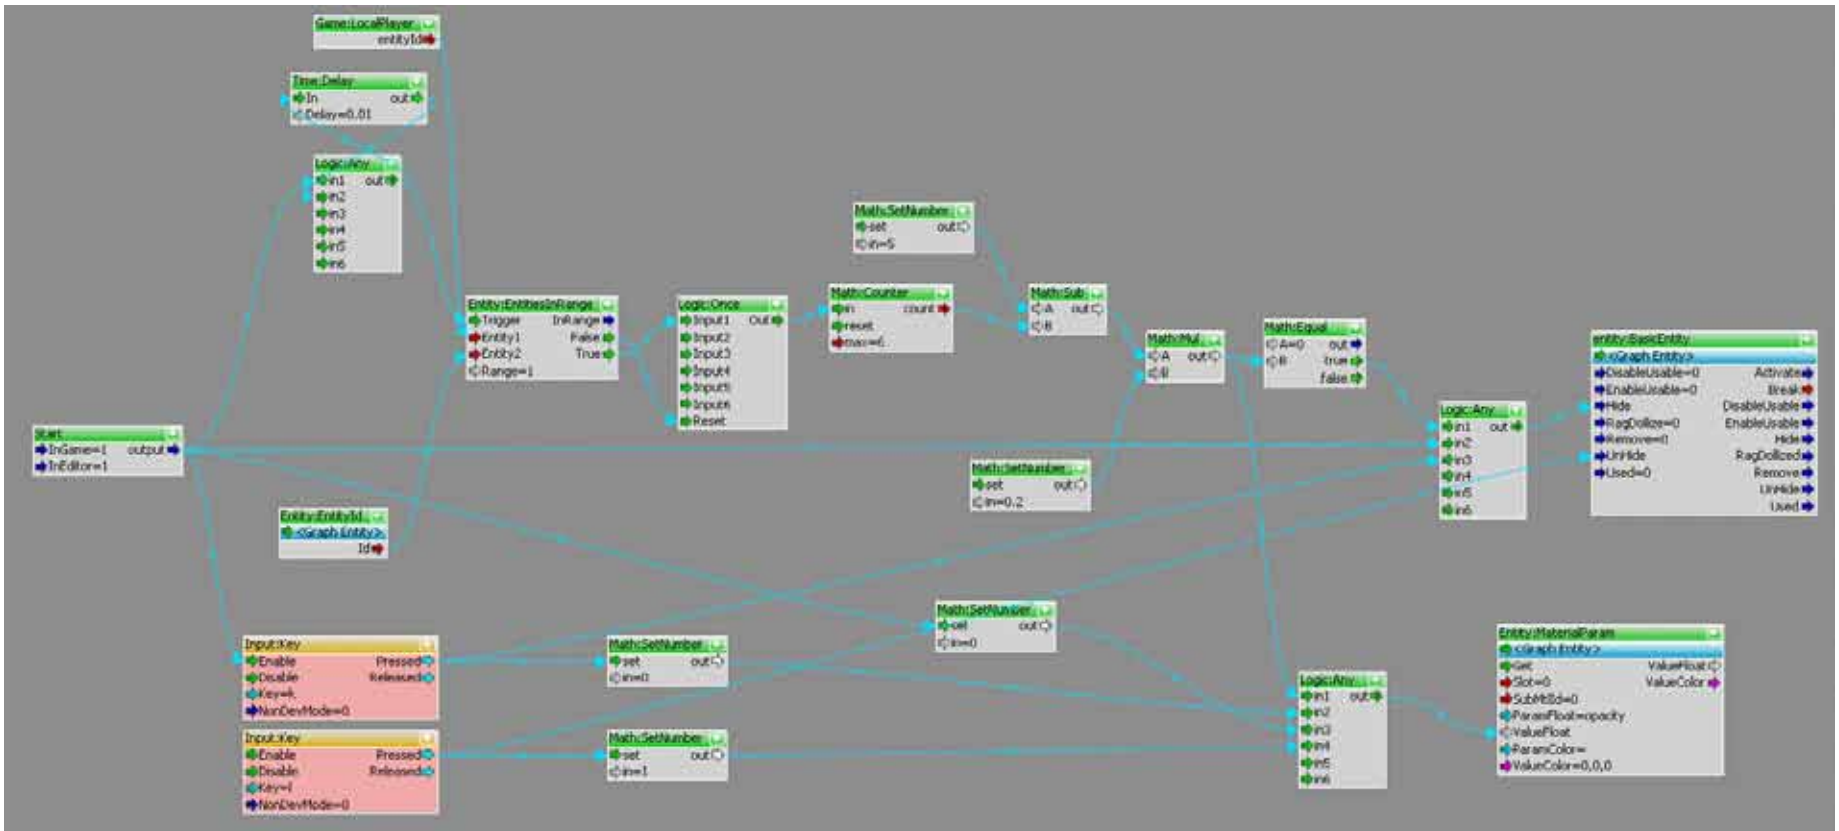 Game:LocalPlayer
entityId
Time:Delay
In out
Delay=0.01
Logic:Any
in1 out
in2
in3
in4
in5
in6
Math:SetNumber
set out
in=5
Entity:EntitiesInRange
Trigger InRange
Entity1 False
Entity2 True
Range=1
Logic:Once
Input1 Out
Input2
Input3
Input4
Input5
Input6
Reset
Math:Counter
in count
reset
max=6
Math:Sub
A out
B
Math:Mul
A out
B
Math:Equal
A=0 out
B true
false
entity:BasicEntity
<Graph Entity>
DisableUsable=0 Activate
EnableUsable=0 Break
Hide DisableUsable
RagDollize=0 EnableUsable
Remove=0 Hide
UnHide RagDollized
Used=0 Remove
UnHide
Used
Logic:Any
in1 out
in2
in3
in4
in5
in6
Start
InGame=1 output
InEditor=1
Math:SetNumber
set out
in=0.2
Entity:EntityId
<Graph Entity>
Id
Math:SetNumber
set out
in=0
Input:Key
Enable Pressed
Disable Released
Key=k
NonDevMode=0
Math:SetNumber
set out
in=0
Entity:MaterialParam
<Graph Entity>
Get ValueFloat
Slot=0 ValueColor
SubMtlId=0
ParamFloat=opacity
ValueFloat
ParamColor=
ValueColor=0,0,0
Logic:Any
in1 out
in2
in3
in4
in5
in6
Input:Key
Enable Pressed
Disable Released
Key=l
NonDevMode=0
Math:SetNumber
set out
in=1